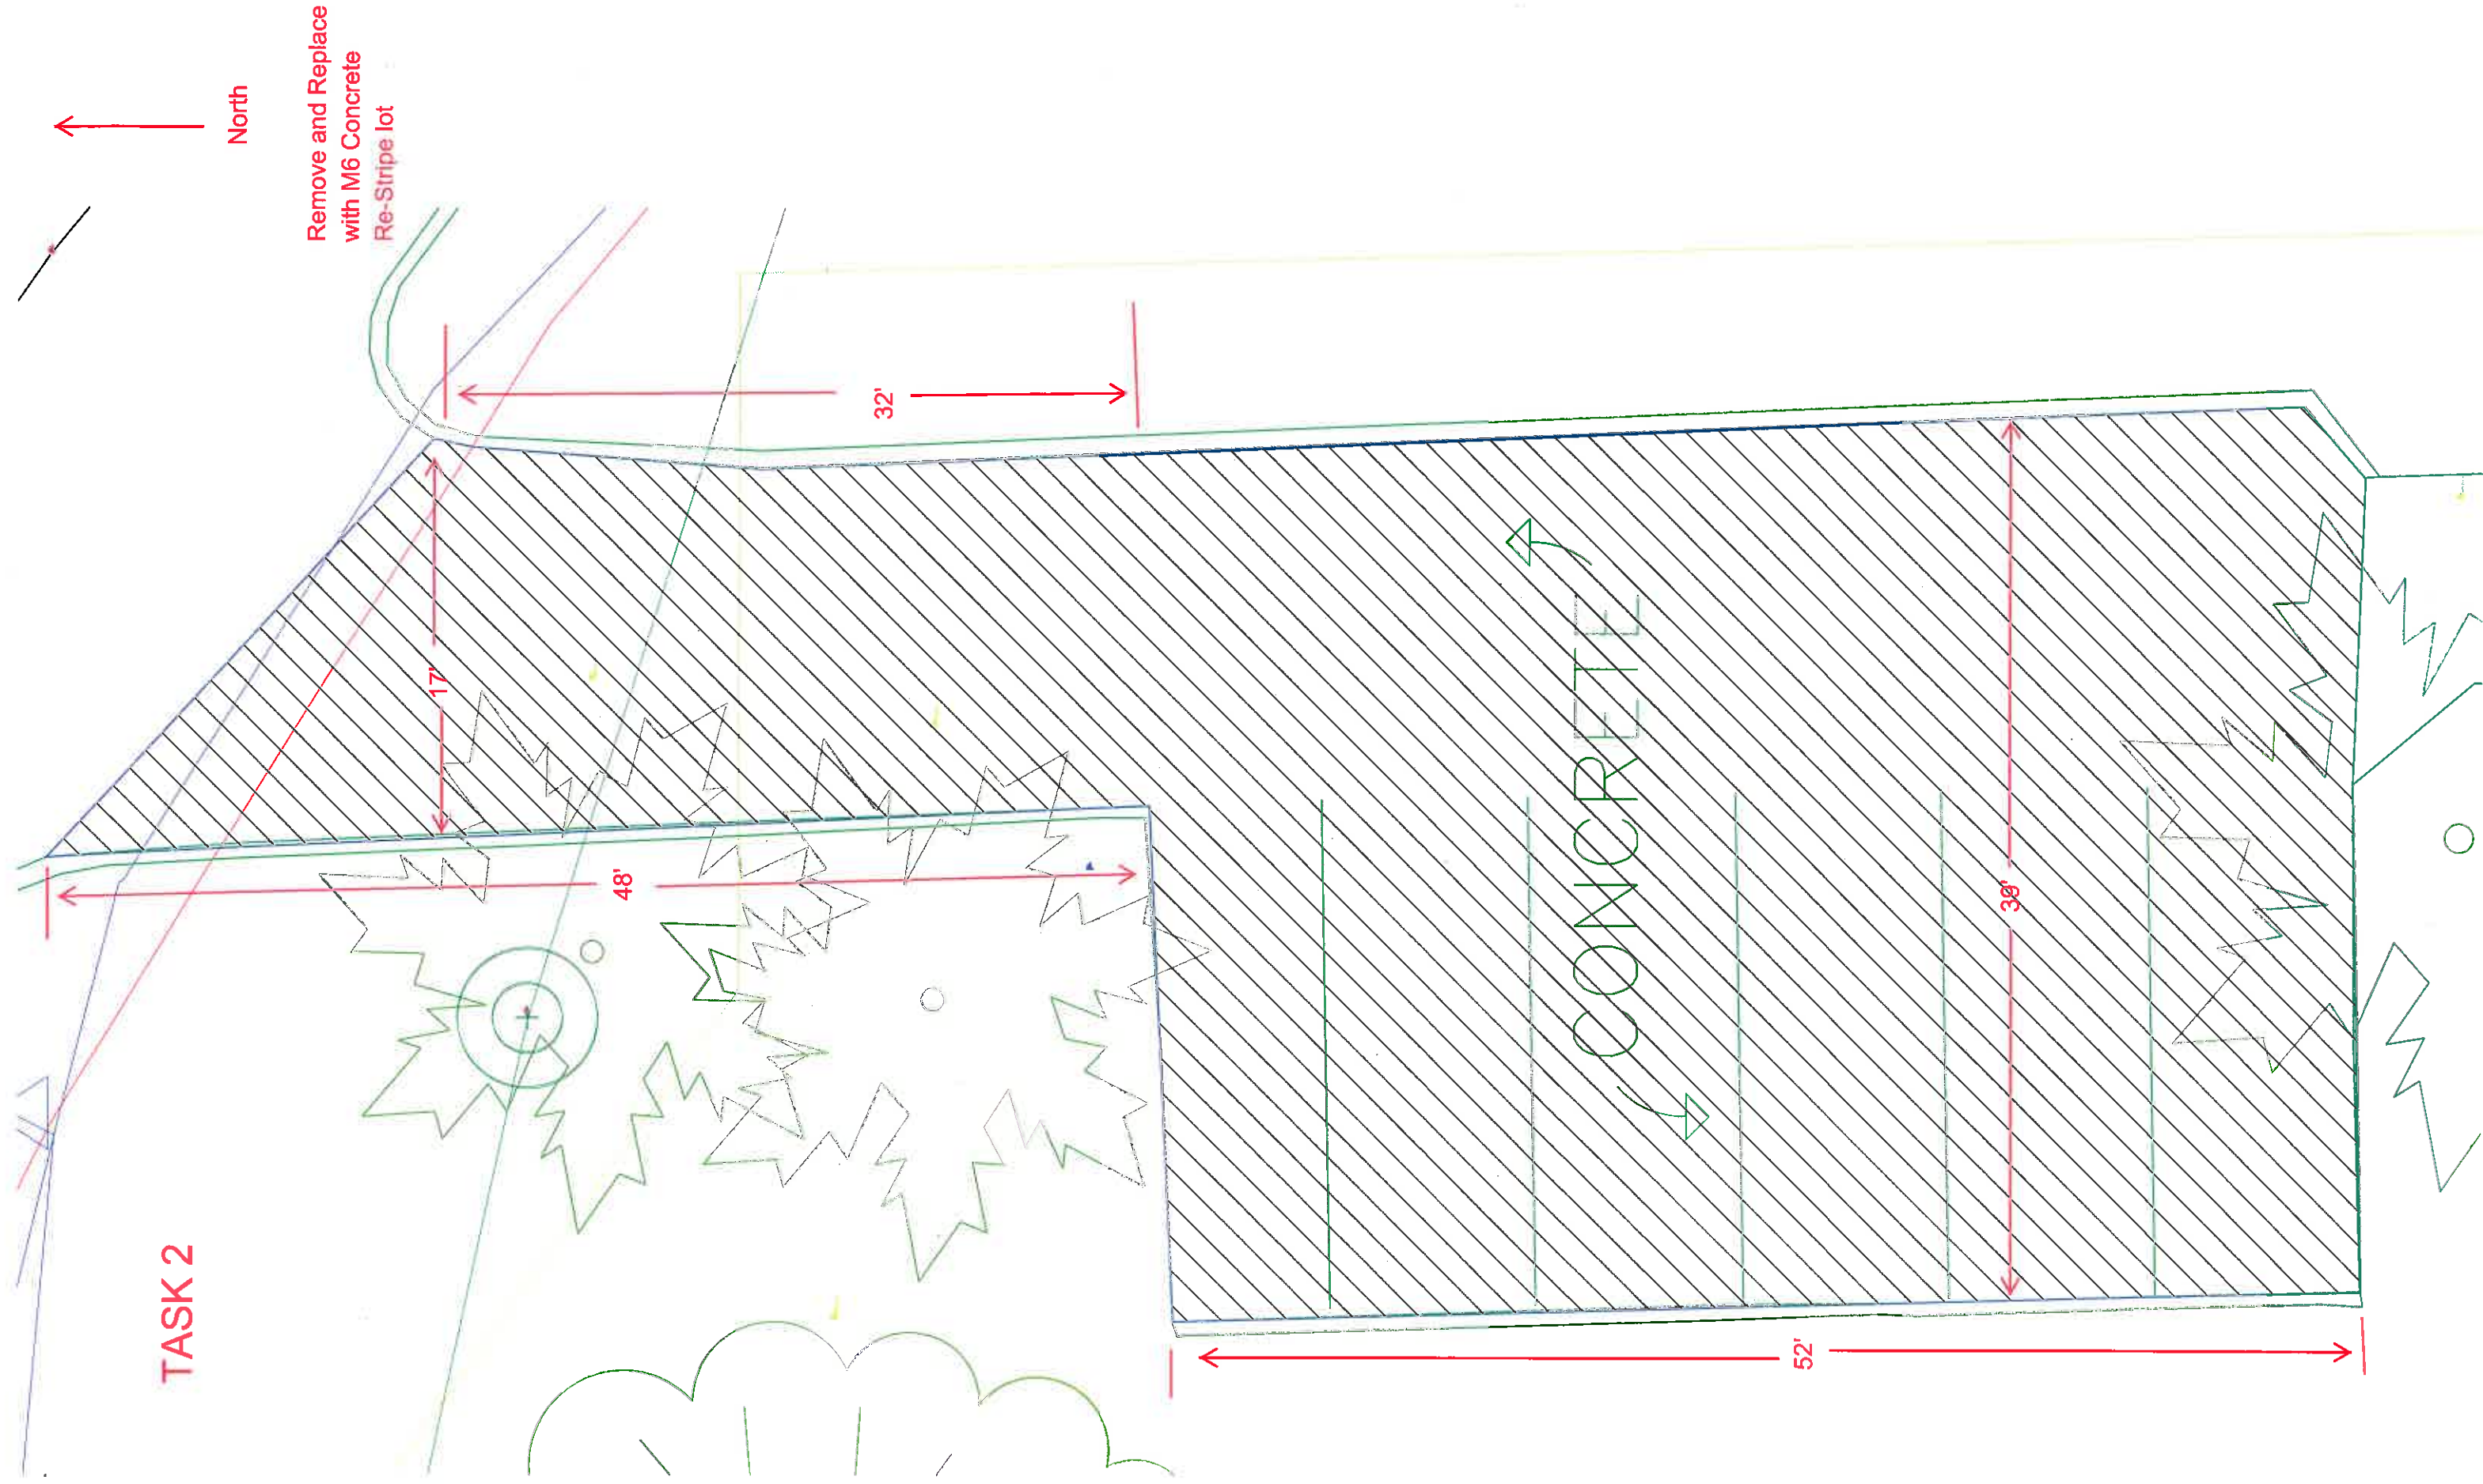 TASK 2
North
Remove and Replace
with M6 Concrete
Re-Stripe lot
48'
17'
32'
CONCRETE
39'
52'